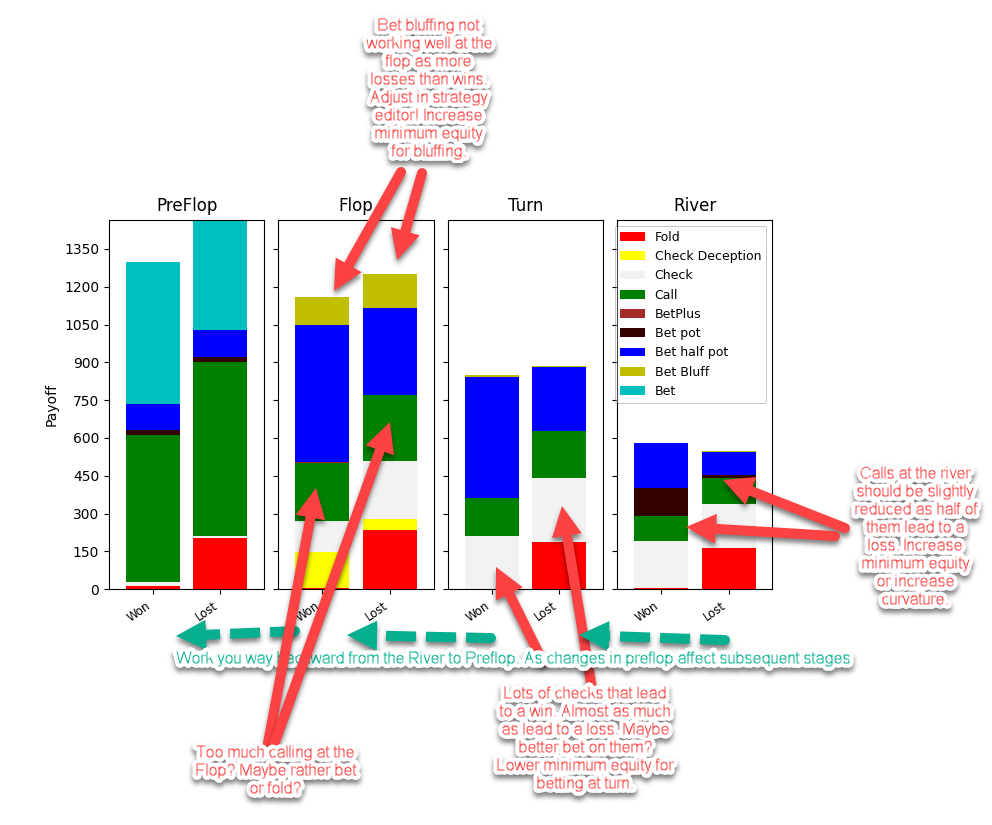 Bet bluffing not
working well at the
flop as more
losses than wins.
Adjust in strategy
editor! Increase
minimum equity
for bluffing.
PreFlop
Flop
Turn
River
Payoff
1350
1200
1050
900
750
600
450
300
150
0
Fold
Check Deception
Check
Call
BetPlus
Bet pot
Bet half pot
Bet Bluff
Bet
Calls at the river
should be slightly
reduced as half of
them lead to a
loss. Increase
minimum equity
or increase
curvature.
Won
Lost
Won
Lost
Won
Lost
Won
Lost
Work you way backward from the River to Preflop. As changes in preflop affect subsequent stages
Too much calling at the
Flop? Maybe rather bet
or fold?
Lots of checks that lead
to a win. Almost as much
as lead to a loss. Maybe
better bet on them?
Lower minimum equity for
betting at turn.